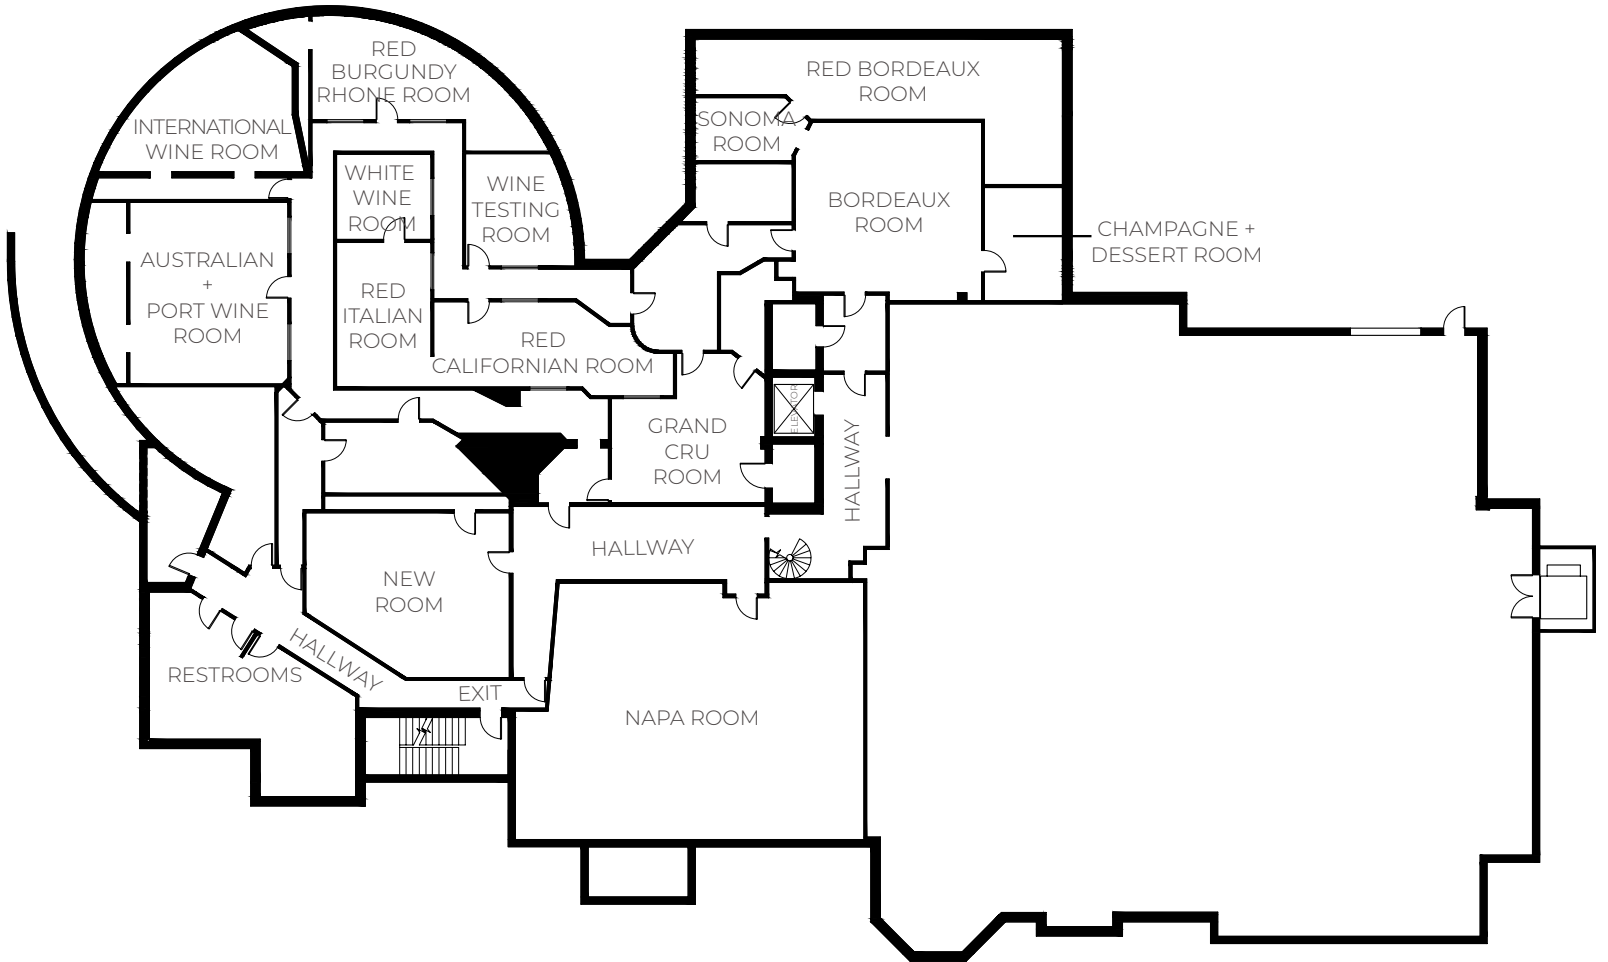 RED
BURGUNDY
RHONE ROOM
RED BORDEAUX
ROOM
INTERNATIONAL
WINE ROOM
SONOMA
ROOM
WHITE
WINE
ROOM
WINE
TESTING
ROOM
BORDEAUX
ROOM
CHAMPAGNE +
DESSERT ROOM
AUSTRALIAN
+
PORT WINE
ROOM
RED
ITALIAN
ROOM
RED
CALIFORNIAN ROOM
ELEVATOR
GRAND
CRU
ROOM
HALLWAY
HALLWAY
NEW
ROOM
HALLWAY
RESTROOMS
EXIT
NAPA ROOM